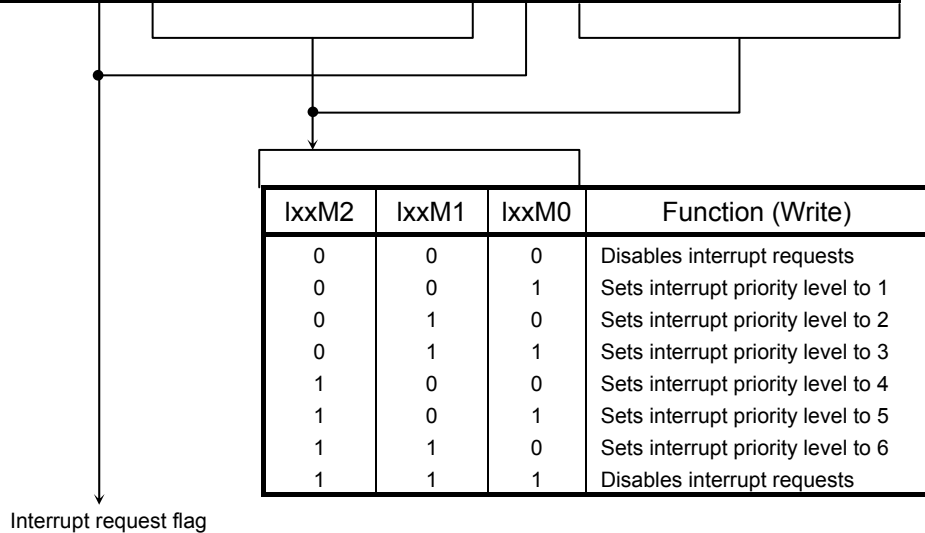 lxxM2 lxxM1 lxxM0 Function (Write)
0 0 0 Disables interrupt requests
0 0 1 Sets interrupt priority level to 1
0 1 0 Sets interrupt priority level to 2
0 1 1 Sets interrupt priority level to 3
1 0 0 Sets interrupt priority level to 4
1 0 1 Sets interrupt priority level to 5
1 1 0 Sets interrupt priority level to 6
1 1 1 Disables interrupt requests
Interrupt request flag